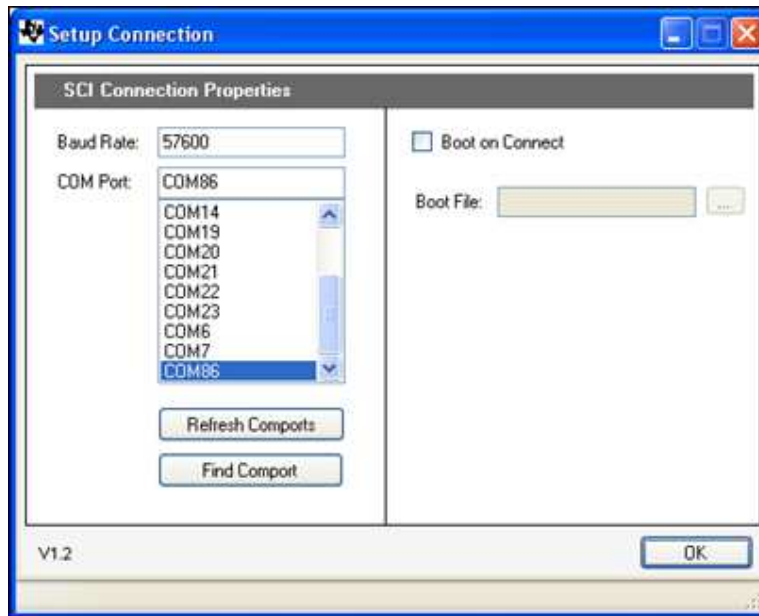 Setup Connection
SCI Connection Properties
Baud Rate: 57600
COM Port: COM86
COM14
COM19
COM20
COM21
COM22
COM23
COM6
COM7
COM86
Refresh Comports
Find Comport
Boot on Connect
Boot File: ...
V1.2
OK